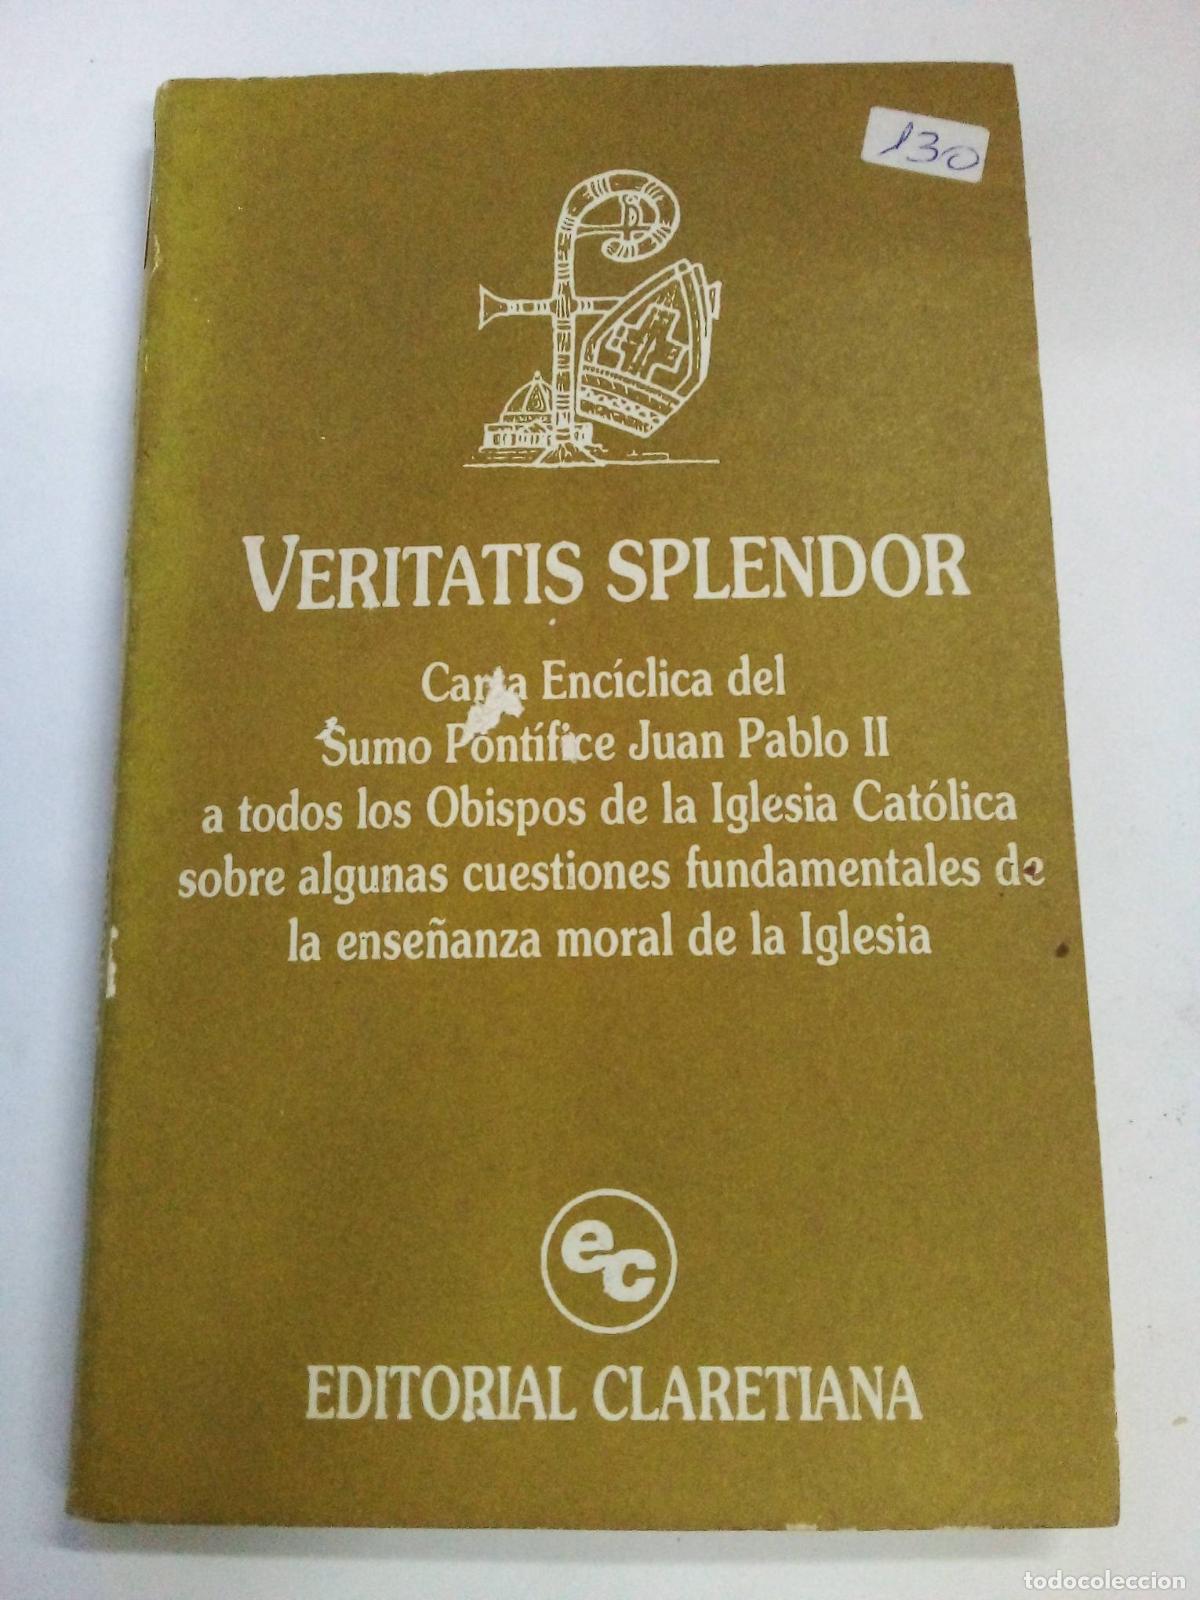 130
VERITATIS SPLENDOR
Carta Encíclica del
Sumo Pontífice Juan Pablo II
a todos los Obispos de la Iglesia Católica
sobre algunas cuestiones fundamentales de
la enseñanza moral de la Iglesia
ec
EDITORIAL CLARETIANA
todocoleccion